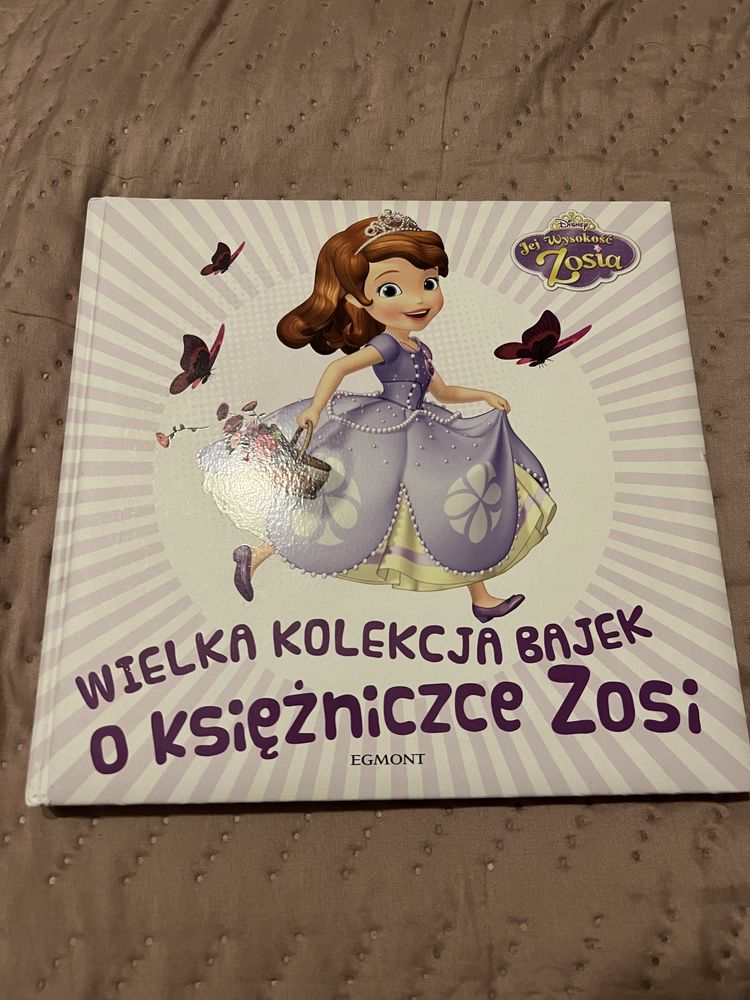 Disney
Jej Wysokość
Zosia
WIELKA KOLEKCJA BAJEK
O KSIĘŻNICZCE ZOSI
EGMONT